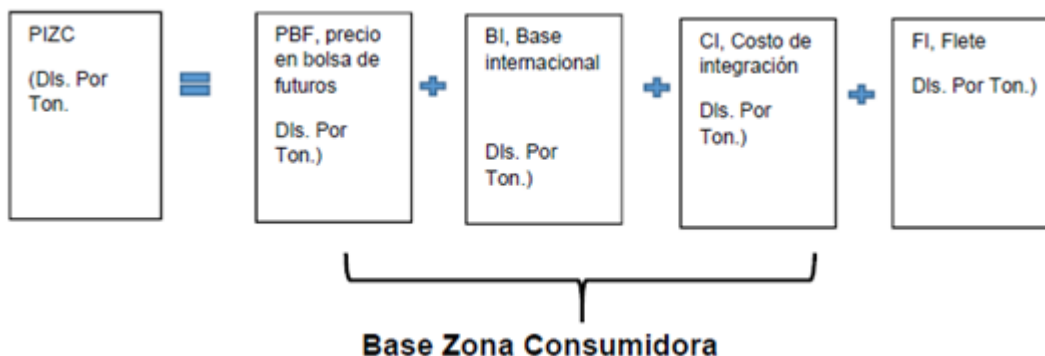 PIZC
(Dls. Por
Ton.
PBF, precio
en bolsa de
futuros
Dls. Por
Ton.)
BI, Base
internacional
Dls. Por
Ton.)
CI, Costo de
integración
Dls. Por
Ton.)
FI, Flete
Dls. Por Ton.)
Base Zona Consumidora